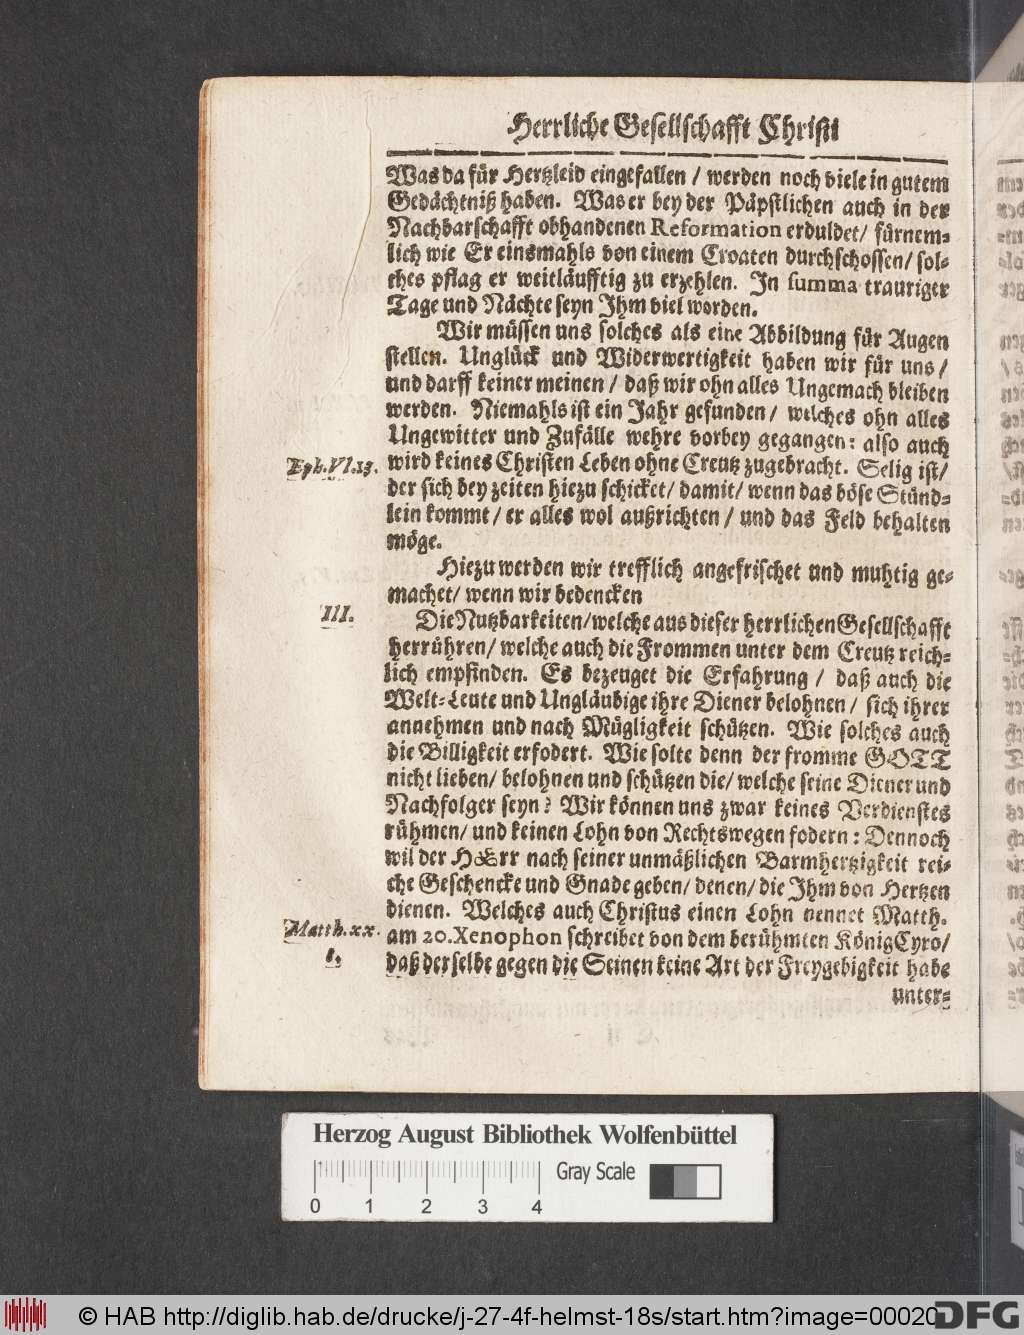 Herrliche Gesellschafft Christi
Was da für Hertzleid eingefallen / werden noch viele in gutem
Gedächtniß haben. Was er bey der Päpstlichen auch in der
Nachbarschafft obhandenen Reformation erduldet / fürnem-
lich wie Er einsmahls von einem Croaten durchschossen / sol-
ches pflag er weitläufftig zu erzehlen. In summa trauriger
Tage und Nächte seyn Ihm viel worden.
Wir müssen uns solches als eine Abbildung für Augen
stellen. Unglück und Widerwertigkeit haben wir für uns /
und darff keiner meinen / daß wir ohn alles Ungemach bleiben
werden. Niemahls ist ein Jahr gefunden / welches ohn alles
Ungewitter und Zufälle wehre vorbey gegangen: also auch
Eph. VI. 13. wird keines Christen Leben ohne Creutz zugebracht. Selig ist /
der sich bey zeiten hiezu schicket / damit / wenn das böse Stünd-
lein kommt / er alles wol außrichten / und das Feld behalten
möge.
Hiezu werden wir trefflich angefrischet und muhtig ge-
machet / wenn wir bedencken
III. Die Nutzbarkeiten / welche aus dieser herrlichen Gesellschafft
herrühren / welche auch die Frommen unter dem Creutz reich-
lich empfinden. Es bezeuget die Erfahrung / daß auch die
Welt-Leute und Ungläubige ihre Diener belohnen / sich ihrer
annehmen und nach Mügligkeit schützen. Wie solches auch
die Billigkeit erfodert. Wie solte denn der fromme GOTT
nicht lieben / belohnen und schützen die / welche seine Diener und
Nachfolger seyn? Wir können uns zwar keines Verdienstes
rühmen / und keinen Lohn von Rechtswegen fodern: Dennoch
wil der HErr nach seiner unmäßlichen Barmhertzigkeit rei-
che Geschencke und Gnade geben / denen / die Ihm von Hertzen
dienen. Welches auch Christus einen Lohn nennet Matth.
Matth. xx. am 20. Xenophon schreibet von dem berühmten König Cyro /
daß derselbe gegen die Seinen keine Art der Freygebigkeit habe
unter-
Herzog August Bibliothek Wolfenbüttel
Gray Scale
0 1 2 3 4
© HAB http://diglib.hab.de/drucke/j-27-4f-helmst-18s/start.htm?image=00020
DFG